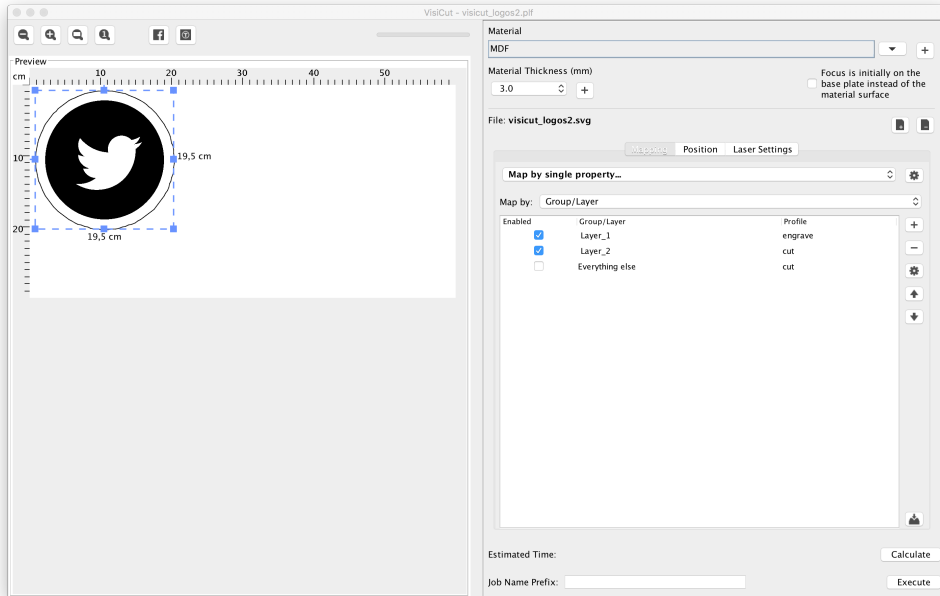 VisiCut - visicut_logos2.plf
Preview
cm 10 20 30 40 50
10
20
19,5 cm
19,5 cm
Material
MDF
Material Thickness (mm)
3.0
Focus is initially on the
base plate instead of the
material surface
File: visicut_logos2.svg
Mapping Position Laser Settings
Map by single property...
Map by: Group/Layer
Enabled Group/Layer Profile
Layer_1 engrave
Layer_2 cut
Everything else cut
Estimated Time: Calculate
Job Name Prefix: Execute